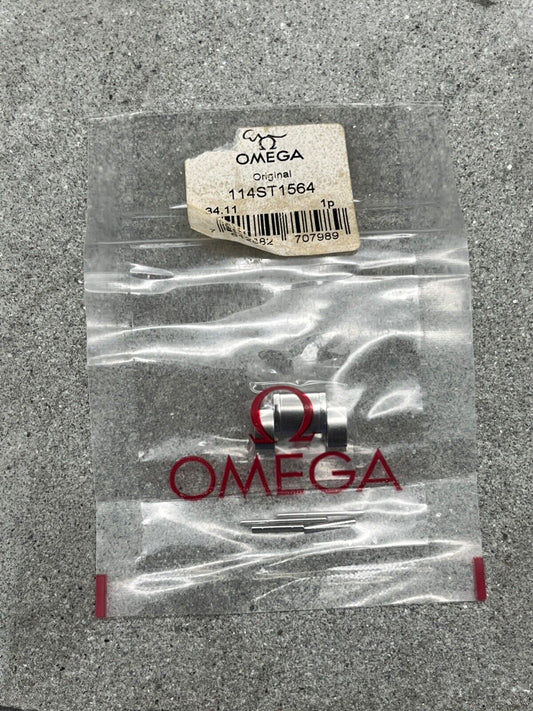 Ω
OMEGA
Original
114ST1564
34.11 1p
707989
Ω
OMEGA